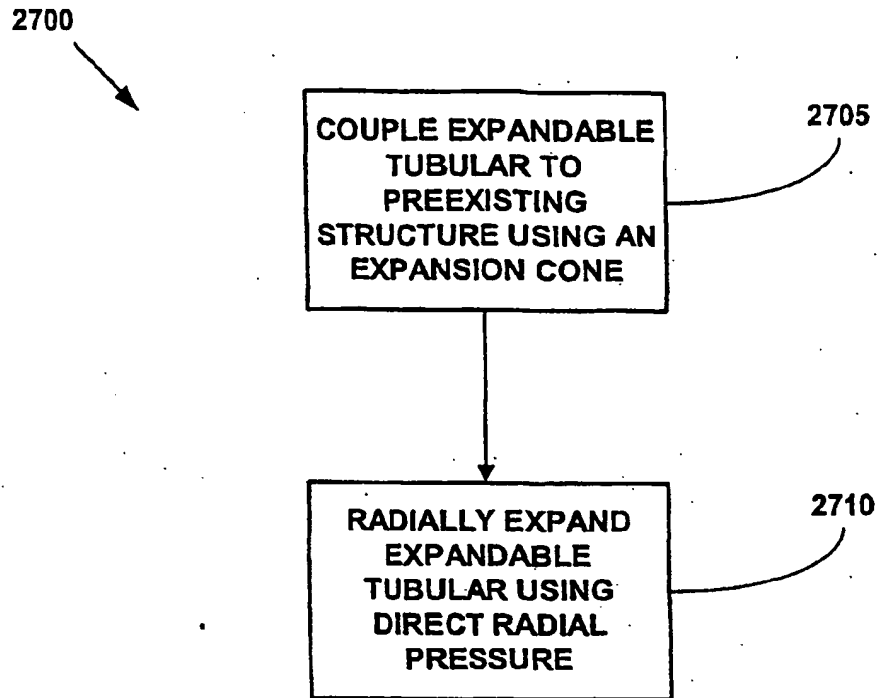 2700
COUPLE EXPANDABLE
TUBULAR TO
PREEXISTING
STRUCTURE USING AN
EXPANSION CONE
2705
RADIALLY EXPAND
EXPANDABLE
TUBULAR USING
DIRECT RADIAL
PRESSURE
2710